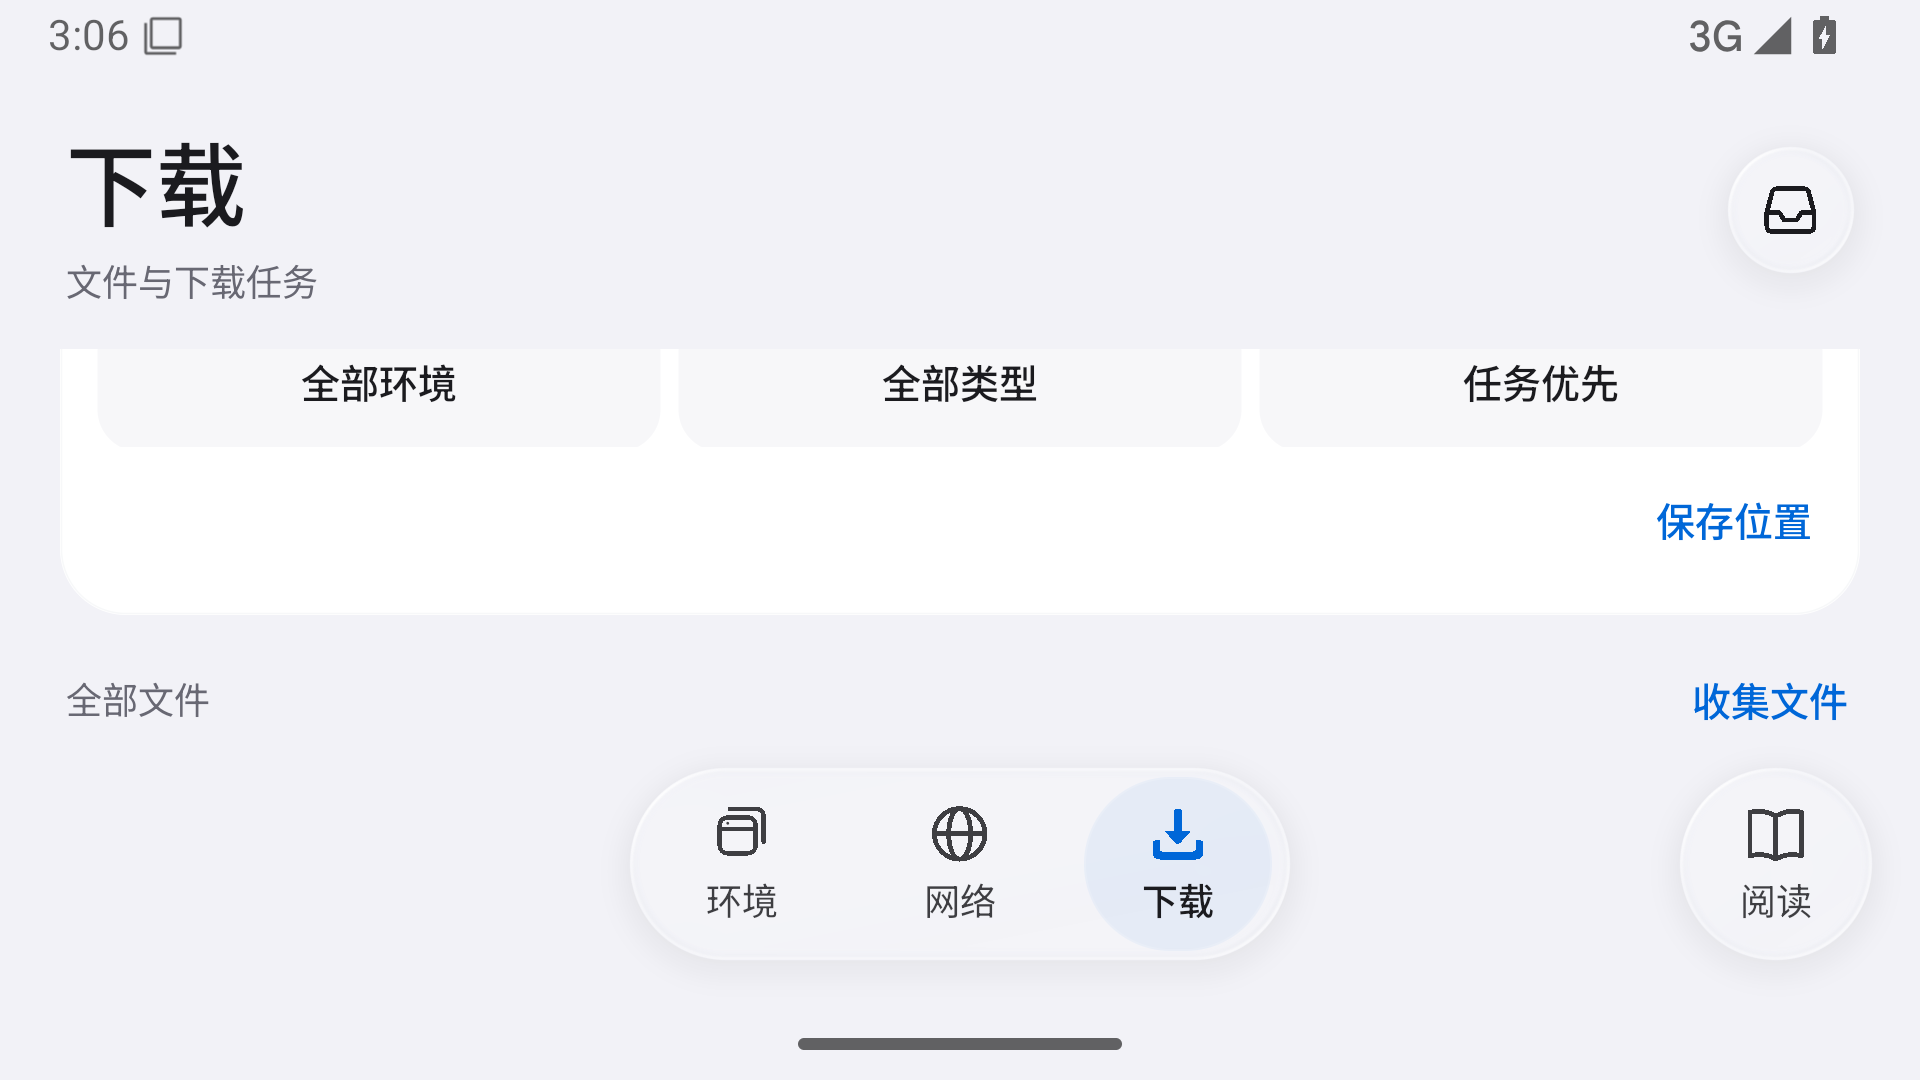 3:06 3G
下载
文件与下载任务
全部环境 全部类型 任务优先
保存位置
全部文件 收集文件
环境 网络 下载 阅读